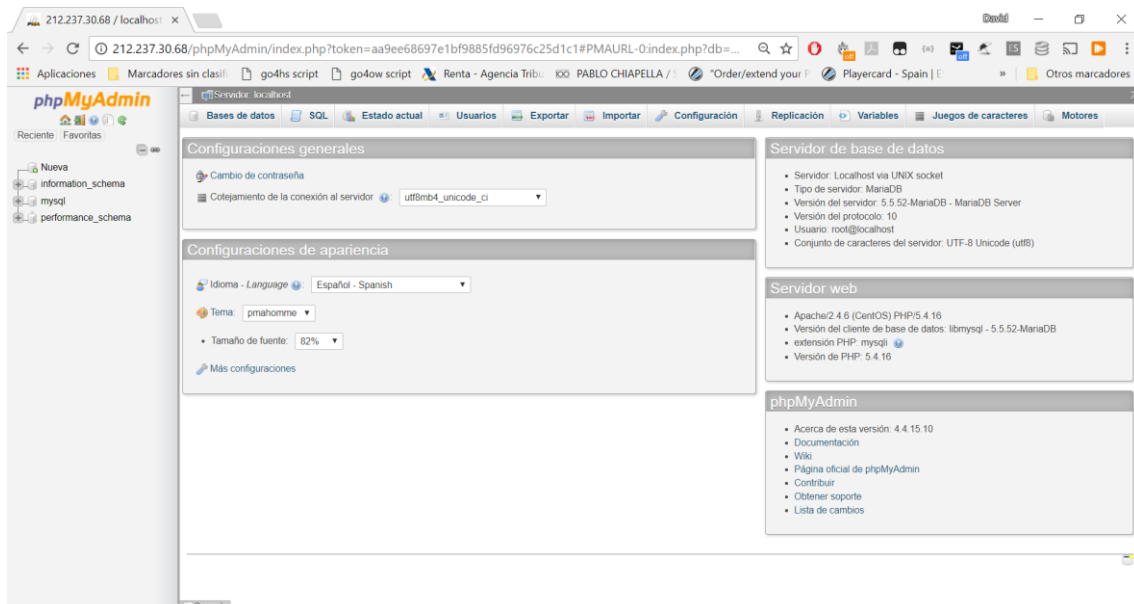 212.237.30.68 / localhost
David
212.237.30.68/phpMyAdmin/index.php?token=aa9ee68697e1bf9885fd96976c25d1c1#PMAURL-0:index.php?db=...
Aplicaciones Marcadores sin clasifi go4hs script go4ow script Renta - Agencia Tribu PABLO CHIAPELLA / "Order/extend your P Playercard - Spain | E » Otros marcadores
phpMyAdmin
Reciente Favoritas
Nueva
information_schema
mysql
performance_schema
Servidor: localhost
Bases de datos SQL Estado actual Usuarios Exportar Importar Configuración Replicación Variables Juegos de caracteres Motores
Configuraciones generales
Cambio de contraseña
Cotejamiento de la conexión al servidor : utf8mb4_unicode_ci
Configuraciones de apariencia
Idioma - Language : Español - Spanish
Tema: pmahomme
• Tamaño de fuente: 82%
Más configuraciones
Servidor de base de datos
• Servidor: Localhost via UNIX socket
• Tipo de servidor: MariaDB
• Versión del servidor: 5.5.52-MariaDB - MariaDB Server
• Versión del protocolo: 10
• Usuario: root@localhost
• Conjunto de caracteres del servidor: UTF-8 Unicode (utf8)
Servidor web
• Apache/2.4.6 (CentOS) PHP/5.4.16
• Versión del cliente de base de datos: libmysql - 5.5.52-MariaDB
• extensión PHP: mysqli
• Versión de PHP: 5.4.16
phpMyAdmin
• Acerca de esta versión: 4.4.15.10
• Documentación
• Wiki
• Página oficial de phpMyAdmin
• Contribuir
• Obtener soporte
• Lista de cambios